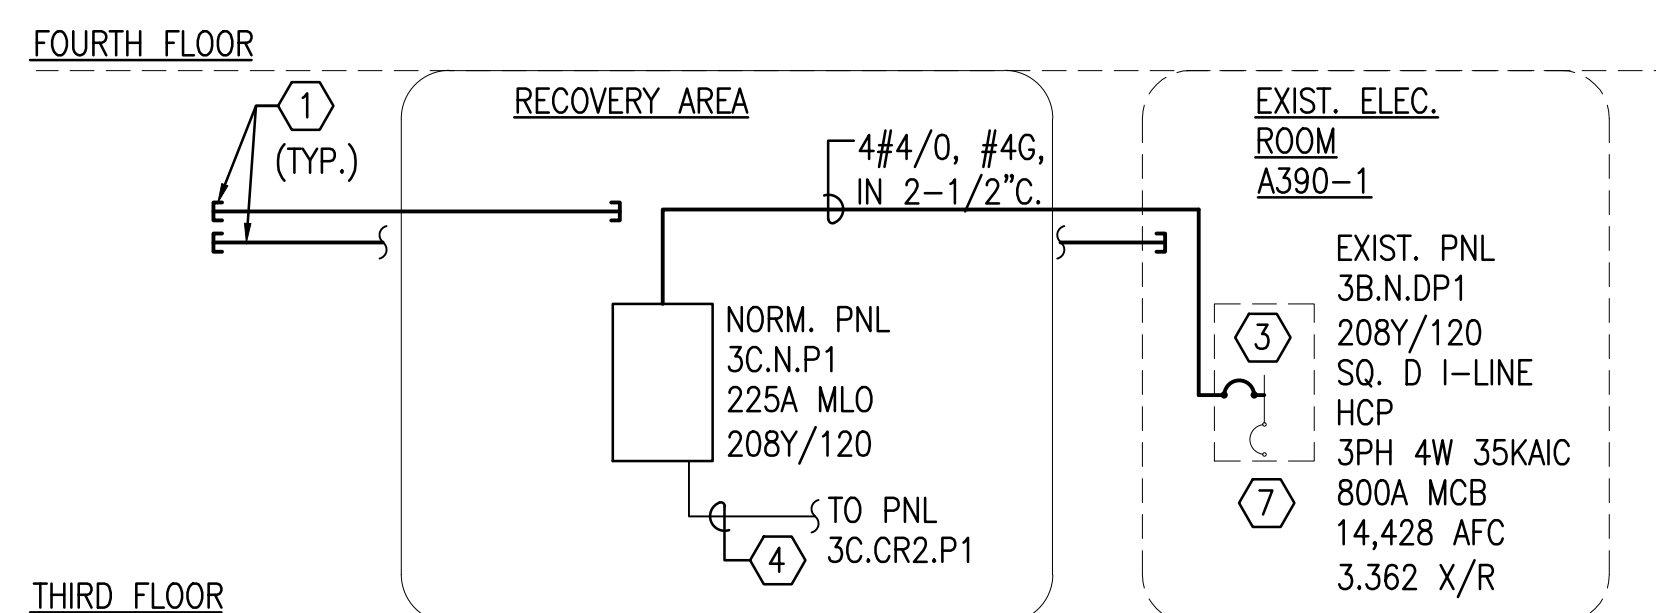 FOURTH FLOOR
1
(TYP.)
RECOVERY AREA
4#4/0, #4G,
IN 2-1/2"C.
EXIST. ELEC.
ROOM
A390-1
NORM. PNL
3C.N.P1
225A MLO
208Y/120
3
7
EXIST. PNL
3B.N.DP1
208Y/120
SQ. D I-LINE
HCP
3PH 4W 35KAIC
800A MCB
14,428 AFC
3.362 X/R
4
TO PNL
3C.CR2.P1
THIRD FLOOR